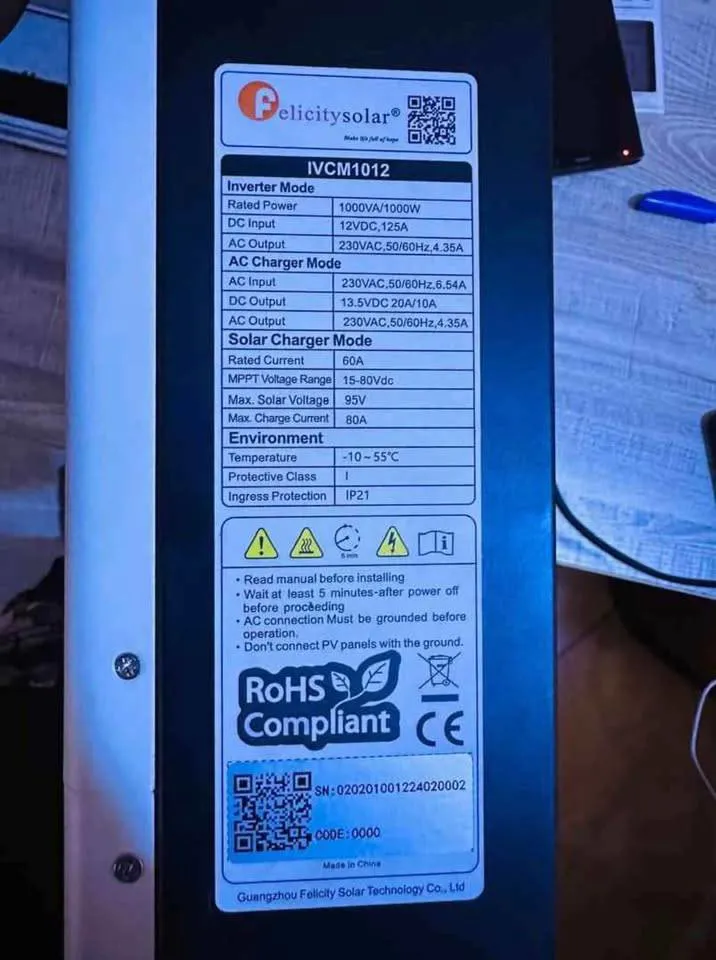 Felicitysolar®
Make life full of hope
IVCM1012
Inverter Mode
Rated Power 1000VA/1000W
DC Input 12VDC,125A
AC Output 230VAC,50/60Hz,4.35A
AC Charger Mode
AC Input 230VAC,50/60Hz,6.54A
DC Output 13.5VDC 20A/10A
AC Output 230VAC,50/60Hz,4.35A
Solar Charger Mode
Rated Current 60A
MPPT Voltage Range 15-80Vdc
Max. Solar Voltage 95V
Max. Charge Current 80A
Environment
Temperature -10~55℃
Protective Class I
Ingress Protection IP21
5 min
• Read manual before installing
• Wait at least 5 minutes-after power off
before proceeding
• AC connection Must be grounded before
operation.
• Don't connect PV panels with the ground.
RoHS
Compliant
CE
SN:020201001224020002
CODE:0000
Made in China
Guangzhou Felicity Solar Technology Co., Ltd